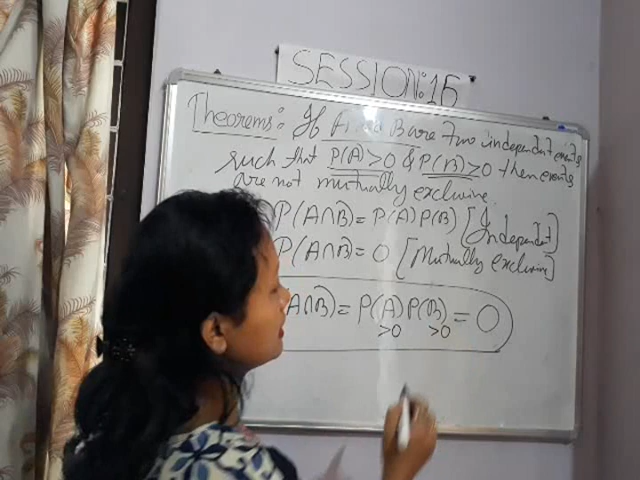 SESSION:16
Theorems: If A and B are two independent events
such that P(A)>0 & P(B)>0 then events
are not mutually exclusive.
P(A∩B)= P(A) P(B) [Independent]
P(A∩B)= 0 [Mutually exclusive]
A∩B)= P(A) P(B) = 0
>0 >0